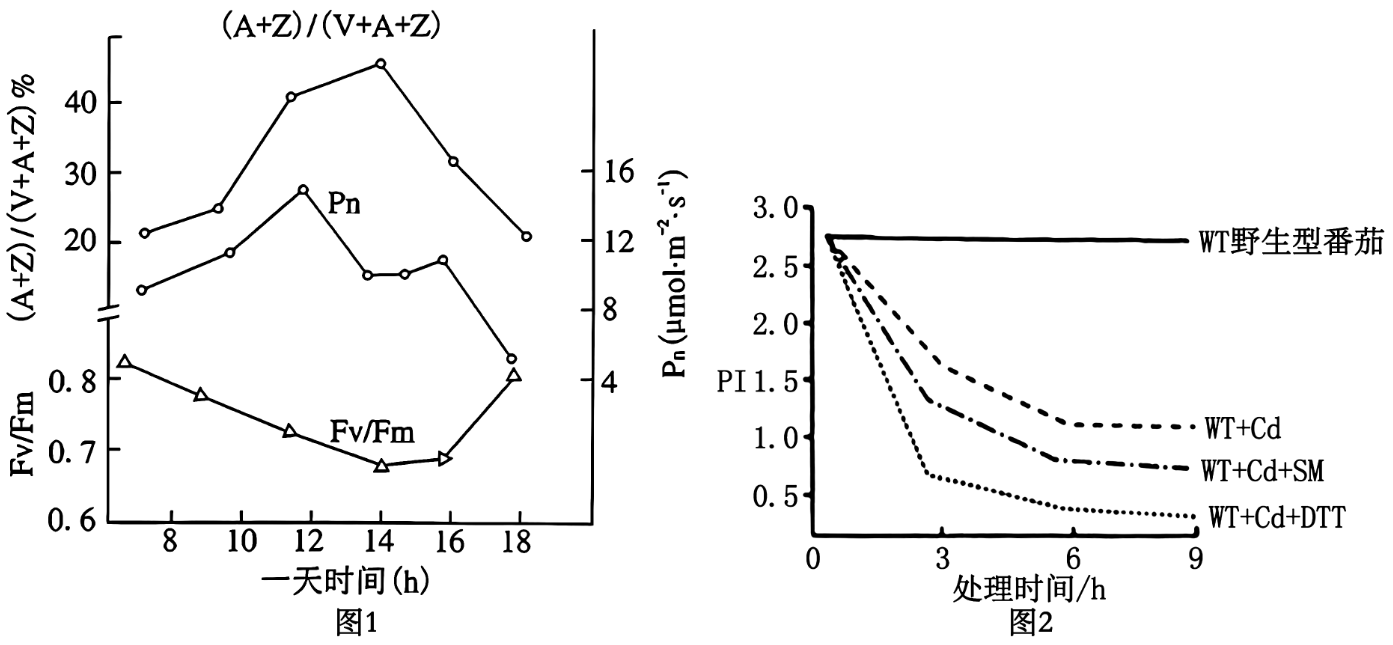 (A+Z)/(V+A+Z)
(A+Z)/(V+A+Z)%
40
30
20
Fv/Fm
0.8
0.7
0.6
Pn
Fv/Fm
16
12
8
4
Pn(μmol·m⁻²·s⁻¹)
8 10 12 14 16 18
一天时间(h)
图1
PI
3.0
2.5
2.0
1.5
1.0
0.5
WT野生型番茄
WT+Cd
WT+Cd+SM
WT+Cd+DTT
0 3 6 9
处理时间/h
图2